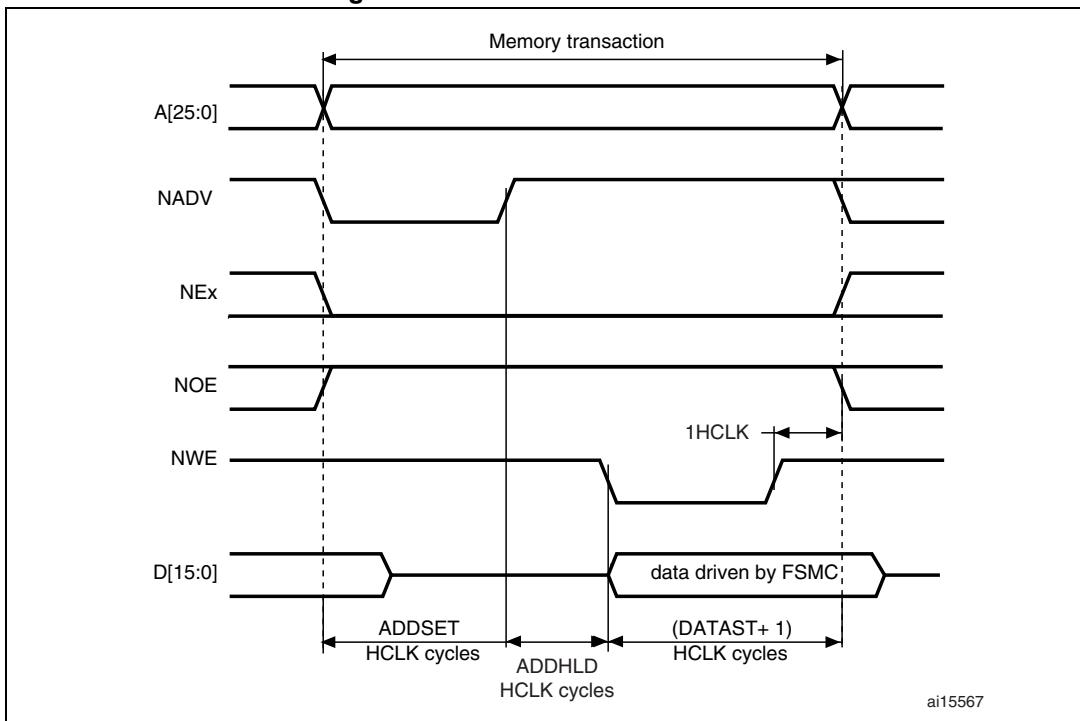 Memory transaction
A[25:0]
NADV
NEx
NOE
1HCLK
NWE
D[15:0]
data driven by FSMC
ADDSET
HCLK cycles
ADDHLD
HCLK cycles
(DATAST+ 1)
HCLK cycles
ai15567